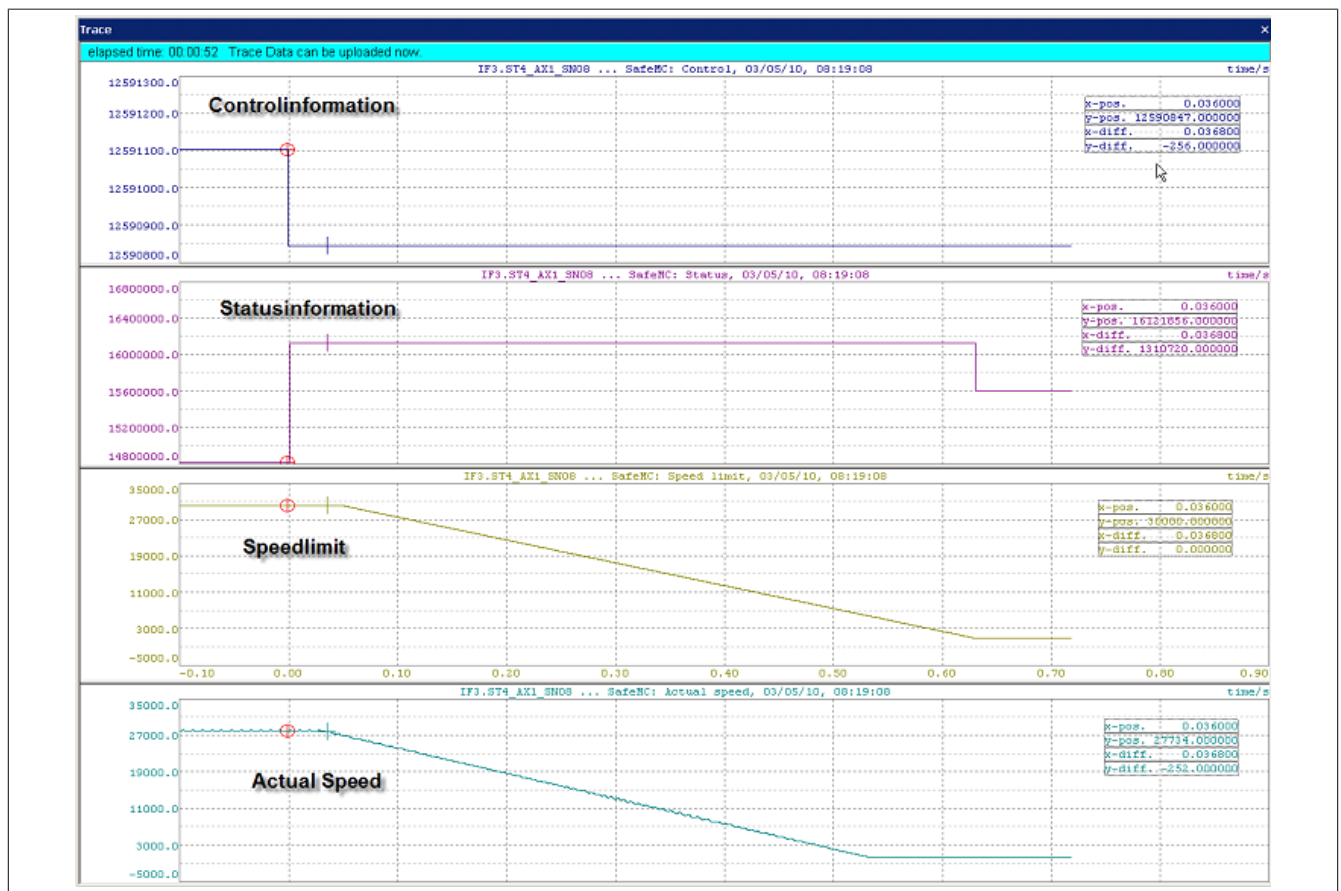 Trace
elapsed time: 00:00:52 Trace Data can be uploaded now.
IF3.ST4_AX1_SN08 ... SafeMC: Control, 03/05/10, 08:19:08 time/s
12591300.0
12591200.0
12591100.0
12591000.0
12590900.0
12590800.0
Controlinformation
x-pos. 0.036000
y-pos. 12590847.000000
x-diff. 0.036800
y-diff. -256.000000
IF3.ST4_AX1_SN08 ... SafeMC: Status, 03/05/10, 08:19:08 time/s
16800000.0
16400000.0
16000000.0
15600000.0
15200000.0
14800000.0
Statusinformation
x-pos. 0.036000
y-pos. 16121856.000000
x-diff. 0.036800
y-diff. 1310720.000000
IF3.ST4_AX1_SN08 ... SafeMC: Speed limit, 03/05/10, 08:19:08 time/s
35000.0
27000.0
19000.0
11000.0
3000.0
-5000.0
Speedlimit
x-pos. 0.036000
y-pos. 30000.000000
x-diff. 0.036800
y-diff. 0.000000
-0.10 0.00 0.10 0.20 0.30 0.40 0.50 0.60 0.70 0.80 0.90
IF3.ST4_AX1_SN08 ... SafeMC: Actual speed, 03/05/10, 08:19:08 time/s
35000.0
27000.0
19000.0
11000.0
3000.0
-5000.0
Actual Speed
x-pos. 0.036000
y-pos. 27734.000000
x-diff. 0.036800
y-diff. -252.000000